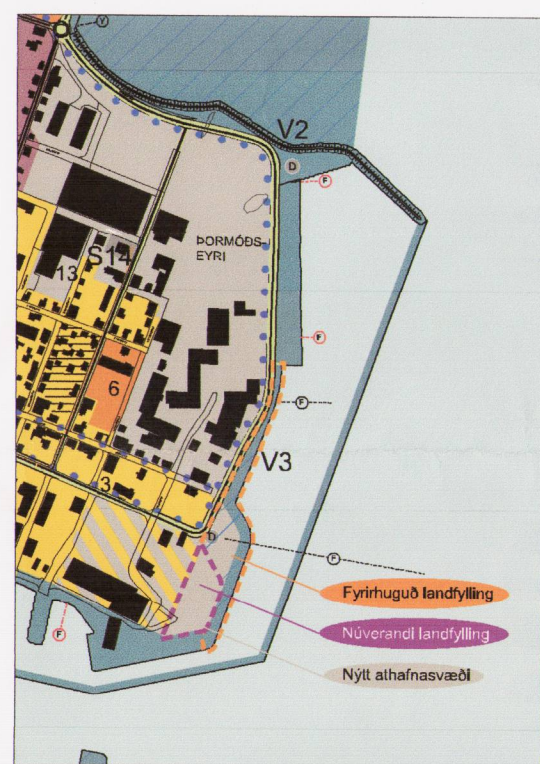 V
V2
D
F
ÞORMÓÐS-
EYRI
S14
13
F
6
F
V3
3
D
F
Fyrirhuguð landfylling
F
Núverandi landfylling
Nýtt athafnasvæði